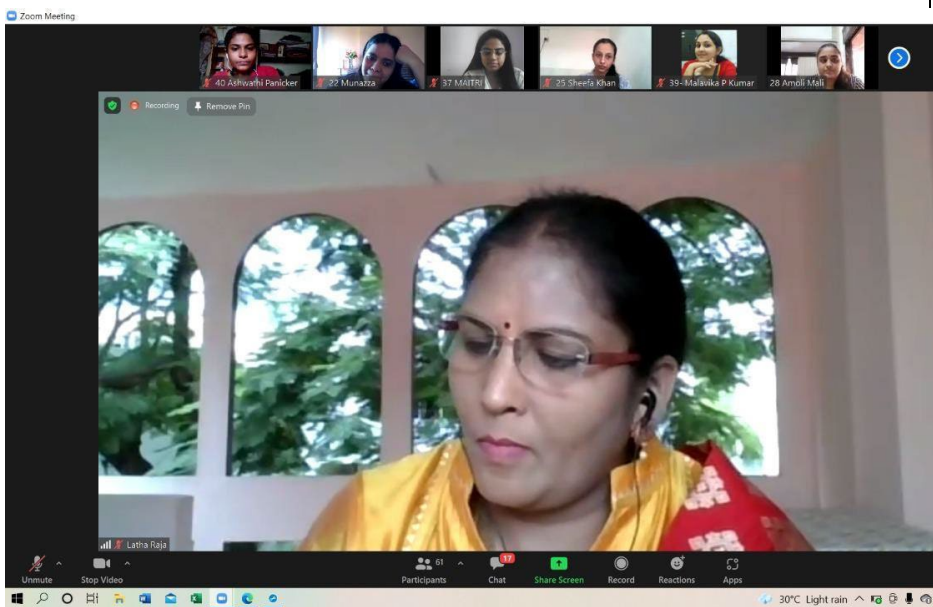 Zoom Meeting
40 Ashwathi Panicker
22 Munazza
37 MAITRI
25 Sheefa Khan
39- Malavika P Kumar
28 Amoli Mali
Recording
Remove Pin
Latha Raja
Unmute
Stop Video
61
Participants
17
Chat
Share Screen
Record
Reactions
Apps
30°C Light rain